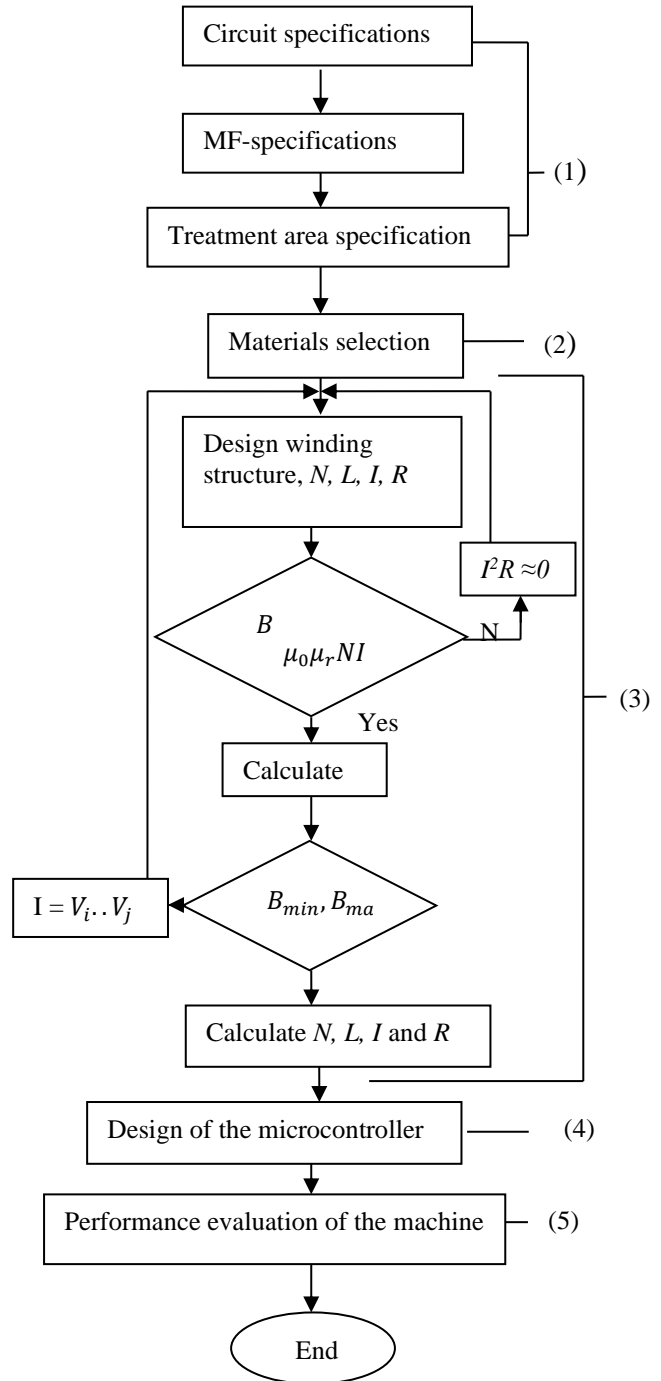 Circuit specifications
MF-specifications
(1)
Treatment area specification
Materials selection
(2)
Design winding
structure, N, L, I, R
I²R ≈0
B
μ₀μᵣNI
N
(3)
Yes
Calculate
I = Vᵢ..Vⱼ
Bₘᵢₙ, Bₘₐ
Calculate N, L, I and R
Design of the microcontroller
(4)
Performance evaluation of the machine
(5)
End